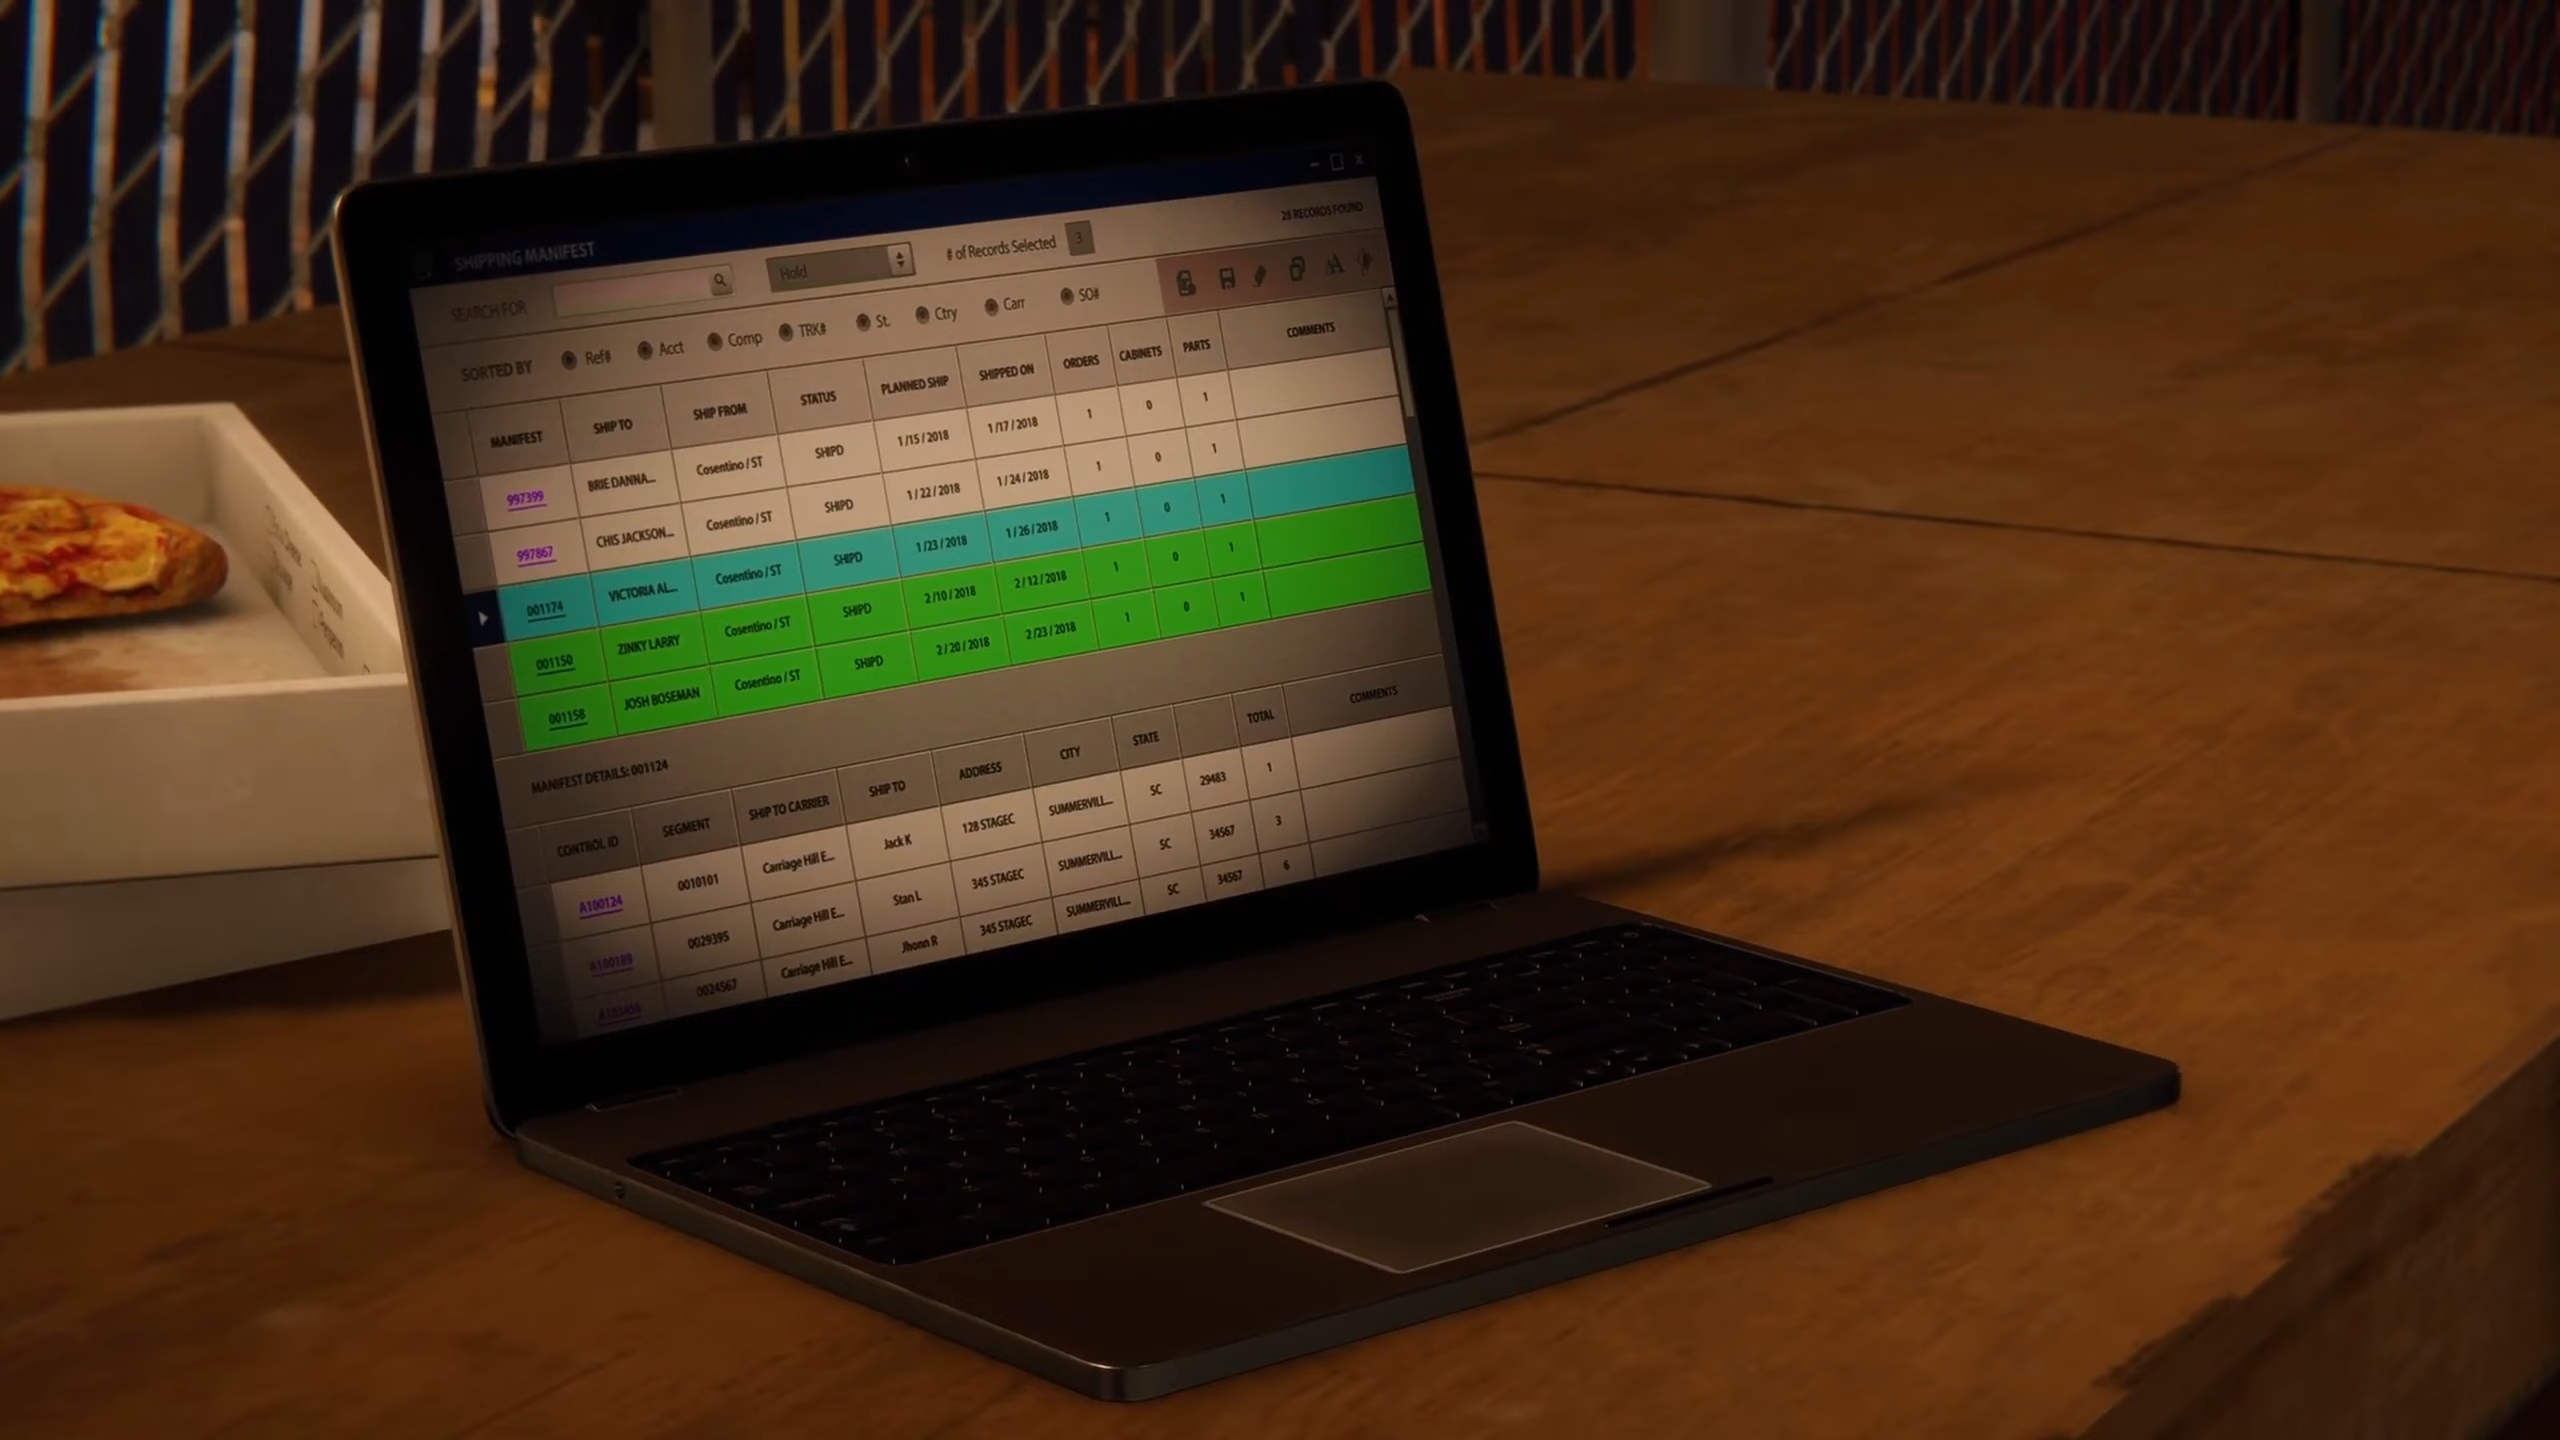 SHIPPING MANIFEST
SEARCH FOR Hold # of Records Selected 3 28 RECORDS FOUND
SORTED BY Ref# Acct Comp TRK# St. Ctry Carr SO#
MANIFEST SHIP TO SHIP FROM STATUS PLANNED SHIP SHIPPED ON ORDERS CABINETS PARTS COMMENTS
997399 BRIE DANNA... Cosentino / ST SHIPD 1 /15 / 2018 1 /17 / 2018 1 0 1
997867 CHIS JACKSON... Cosentino / ST SHIPD 1 / 22 / 2018 1 / 24 / 2018 1 0 1
001174 VICTORIA AL... Cosentino / ST SHIPD 1 /23 / 2018 1 / 26 / 2018 1 0 1
001150 ZINKY LARRY Cosentino / ST SHIPD 2 /10 / 2018 2 / 12 / 2018 1 0 1
001158 JOSH BOSEMAN Cosentino / ST SHIPD 2 / 20 / 2018 2 /23 / 2018 1 0 1
MANIFEST DETAILS: 001124
CONTROL ID SEGMENT SHIP TO CARRIER SHIP TO ADDRESS CITY STATE TOTAL COMMENTS
A100124 0010101 Carriage Hill E... Jack K 128 STAGEC SUMMERVILL... SC 29483 1
A100189 0029395 Carriage Hill E... Stan L 345 STAGEC SUMMERVILL... SC 34567 3
0024567 Carriage Hill E... Jhonn R 345 STAGEC SUMMERVILL... SC 34567 6